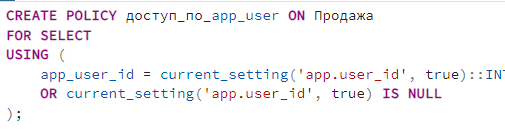 CREATE POLICY доступ_по_app_user ON Продажа
FOR SELECT
USING (
    app_user_id = current_setting('app.user_id', true)::IN
    OR current_setting('app.user_id', true) IS NULL
);